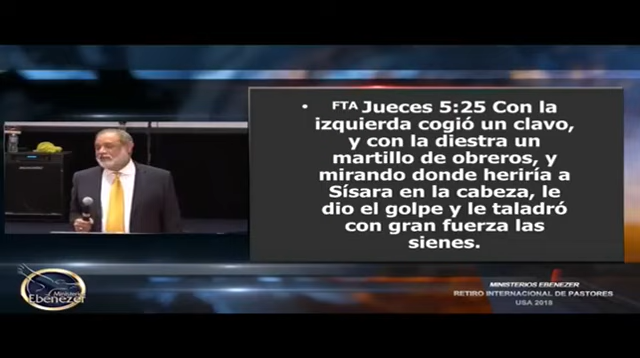 • FTA Jueces 5:25 Con la
izquierda cogió un clavo,
y con la diestra un
martillo de obreros, y
mirando donde heriría a
Sísara en la cabeza, le
dio el golpe y le taladró
con gran fuerza las
sienes.
Ministerios
Ebenezer
MINISTERIOS EBENEZER
RETIRO INTERNACIONAL DE PASTORES
USA 2018